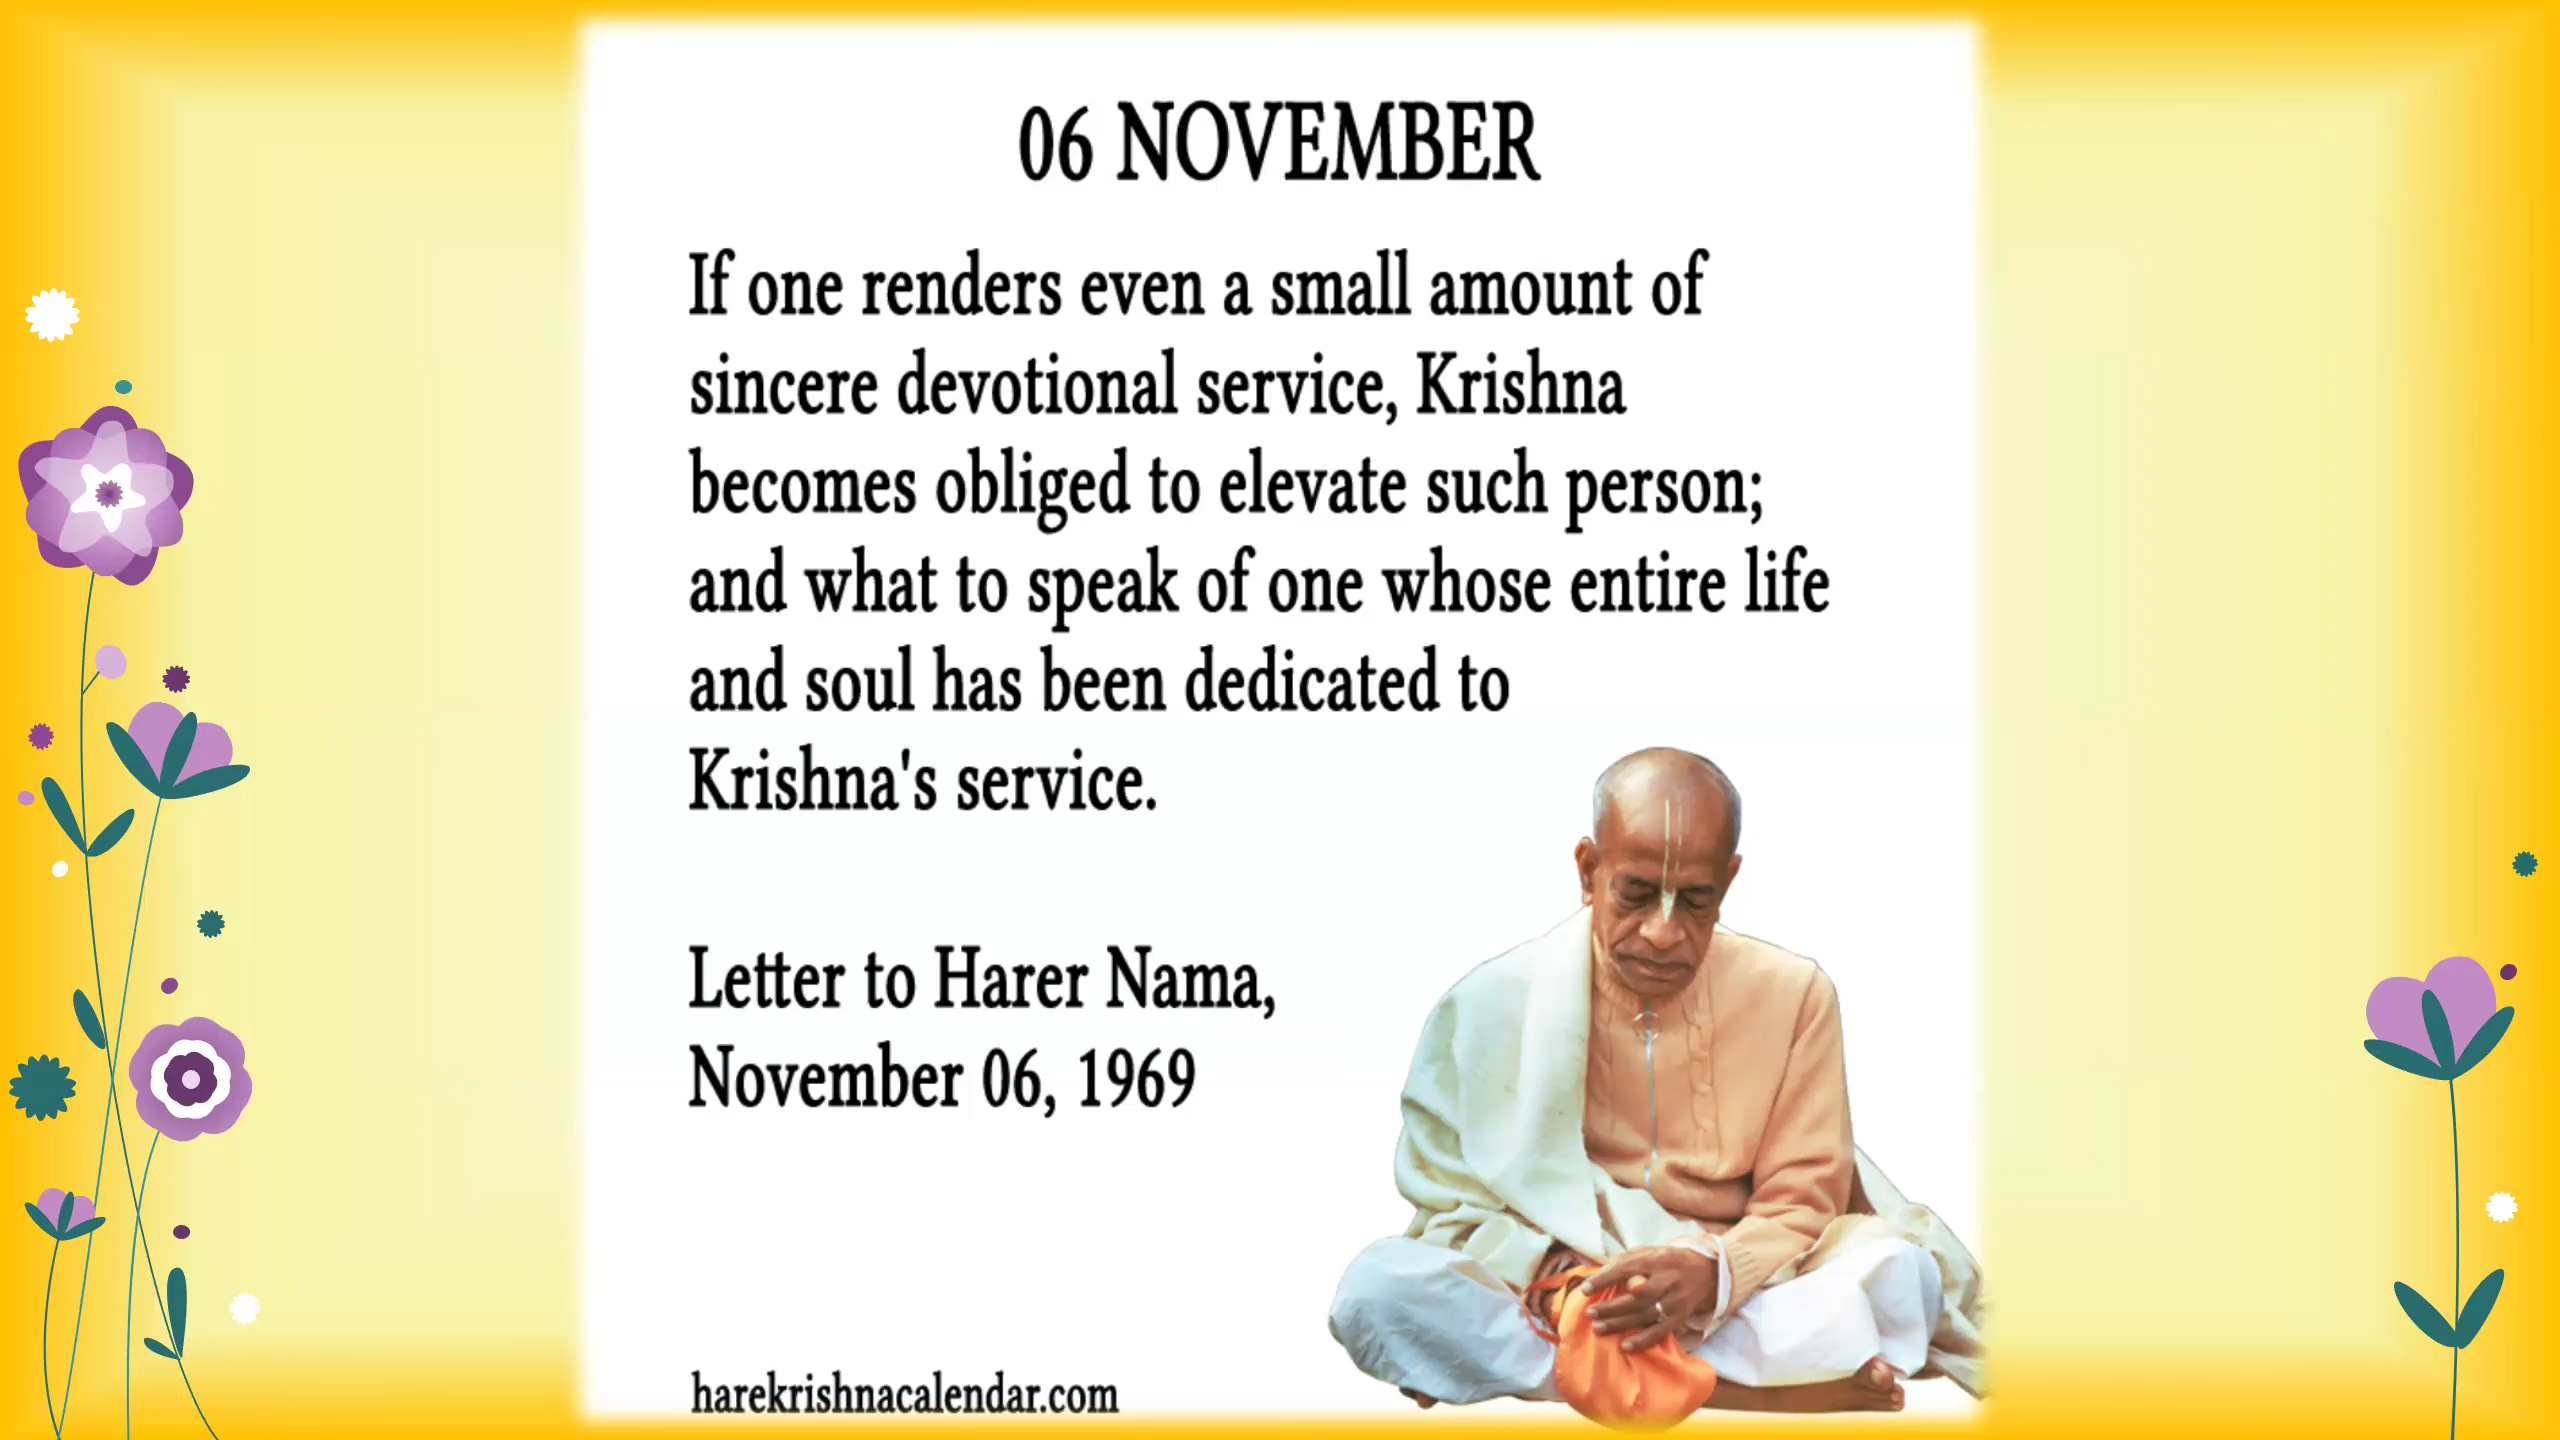 06 NOVEMBER
If one renders even a small amount of
sincere devotional service, Krishna
becomes obliged to elevate such person;
and what to speak of one whose entire life
and soul has been dedicated to
Krishna's service.
Letter to Harer Nama,
November 06, 1969
harekrishnacalendar.com